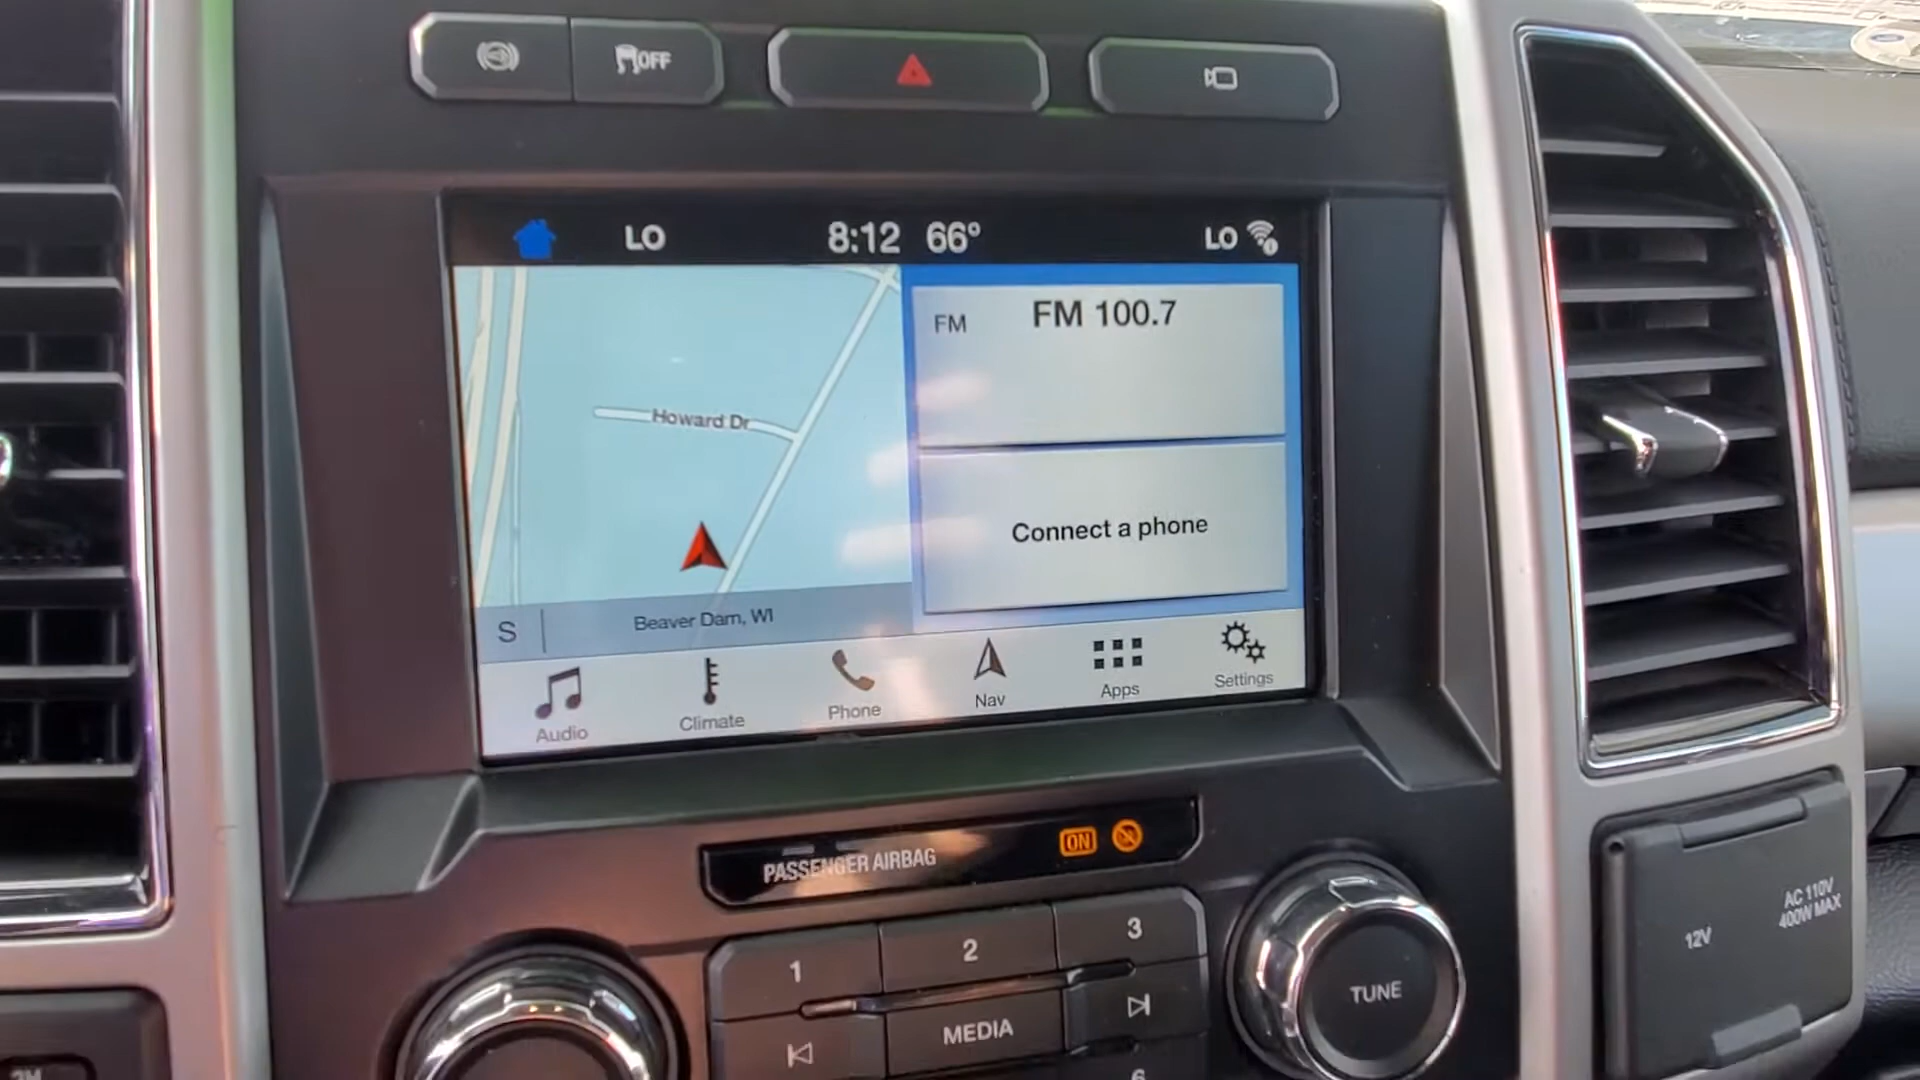 OFF
LO 8:12 66° LO
FM FM 100.7
Howard Dr
Connect a phone
S Beaver Dam, WI
Audio Climate Phone Nav Apps Settings
PASSENGER AIRBAG ON
1 2 3
MEDIA
TUNE
12V
AC 110V
400W MAX